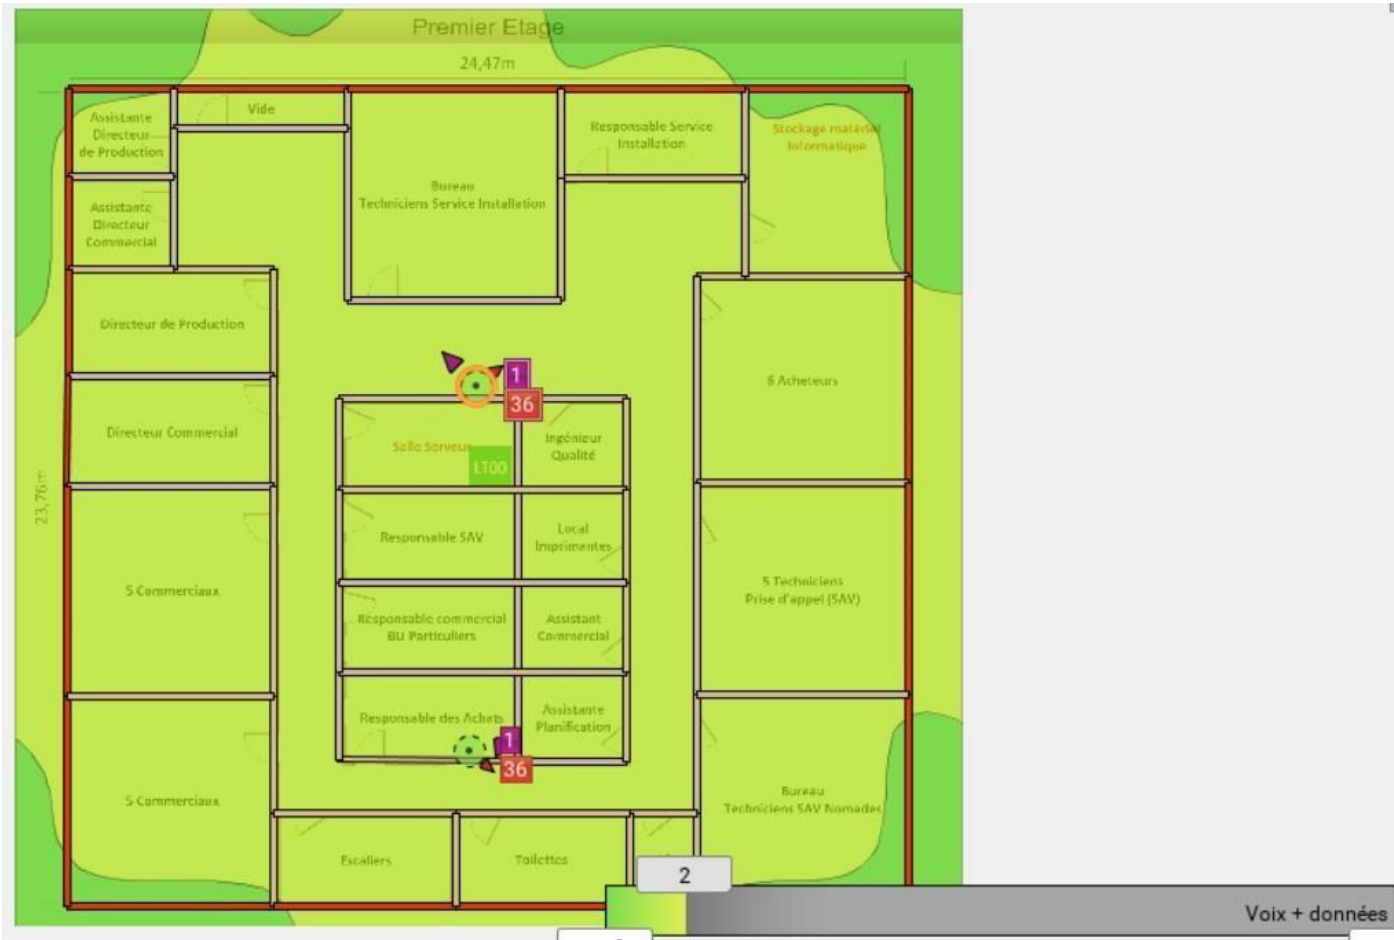 Premier Etage
24,47m
Assistante
Directeur
de Production
Vide
Responsable Service
Installation
Stockage matériel
Informatique
Bureau
Techniciens Service Installation
Assistante
Directeur
Commercial
Directeur de Production
1
36
6 Acheteurs
Directeur Commercial
Salle Serveur
LT00
Ingénieur
Qualité
23,76m
Responsable SAV
Local
Imprimentes
5 Commerciaux
5 Techniciens
Prise d'appel (SAV)
Responsable commercial
BU Particuliers
Assistant
Commercial
Responsable des Achats
Assistante
Planification
1
36
5 Commerciaux
Bureau
Techniciens SAV Nomades
Escaliers
Toilettes
2
Voix + données